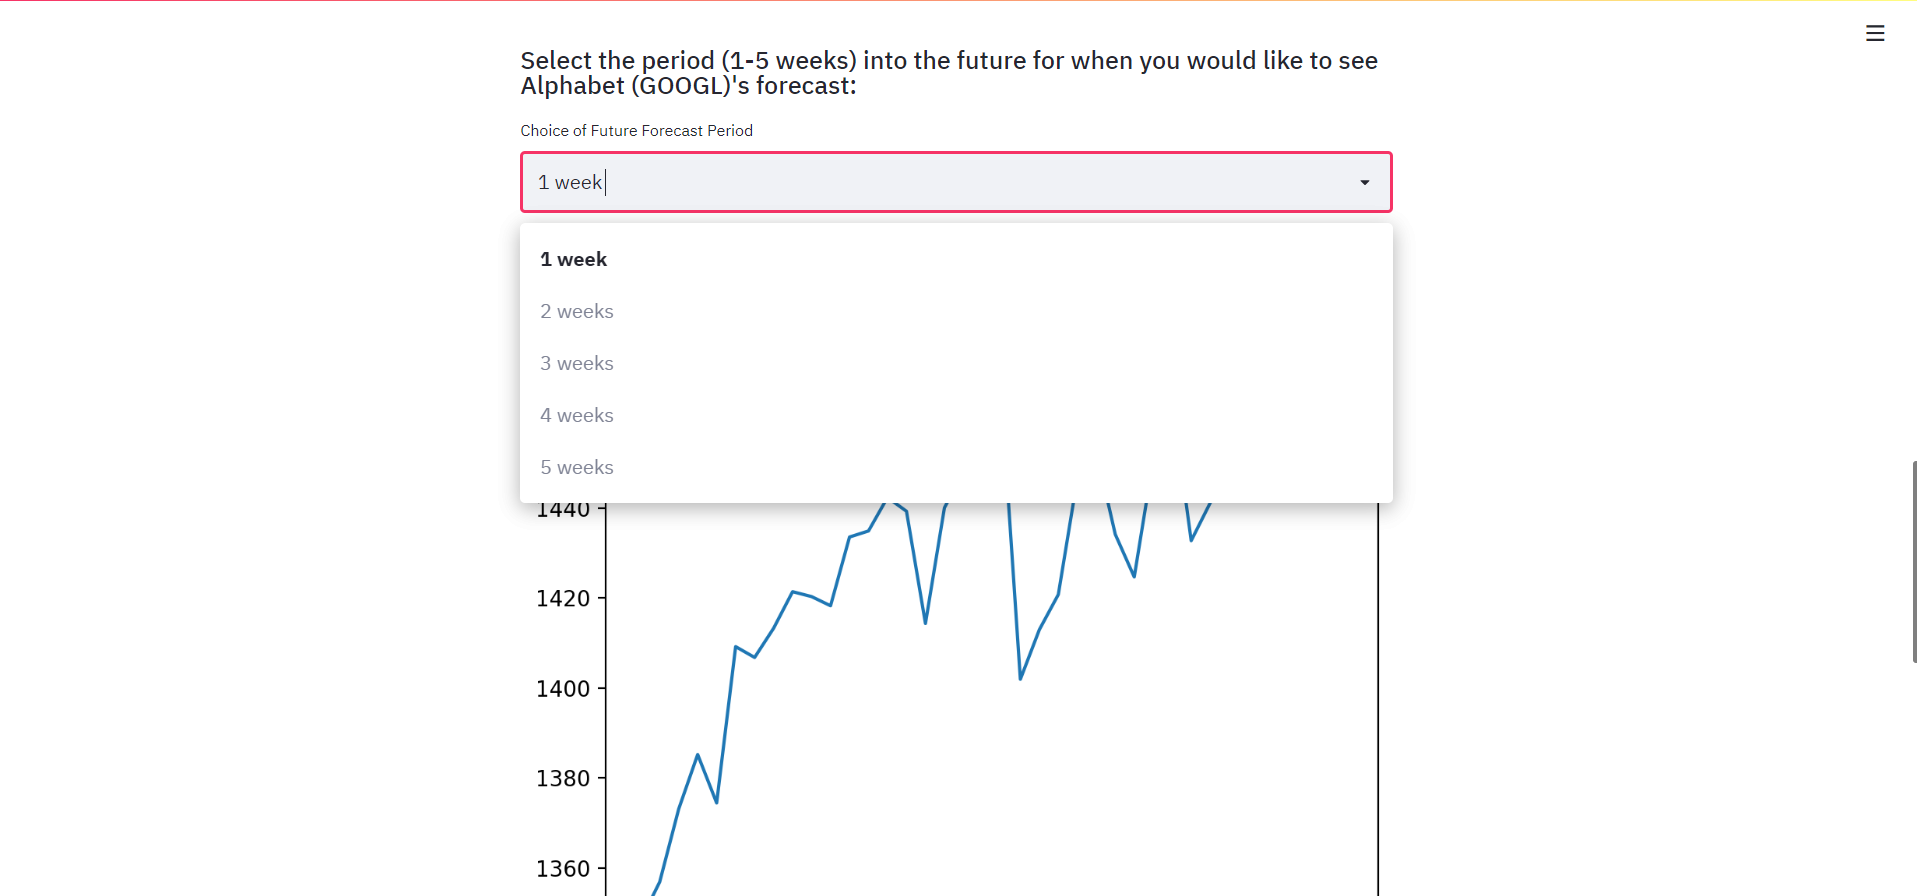 Select the period (1-5 weeks) into the future for when you would like to see
Alphabet (GOOGL)'s forecast:
Choice of Future Forecast Period
1 week
1 week
2 weeks
3 weeks
4 weeks
5 weeks
1440
1420
1400
1380
1360